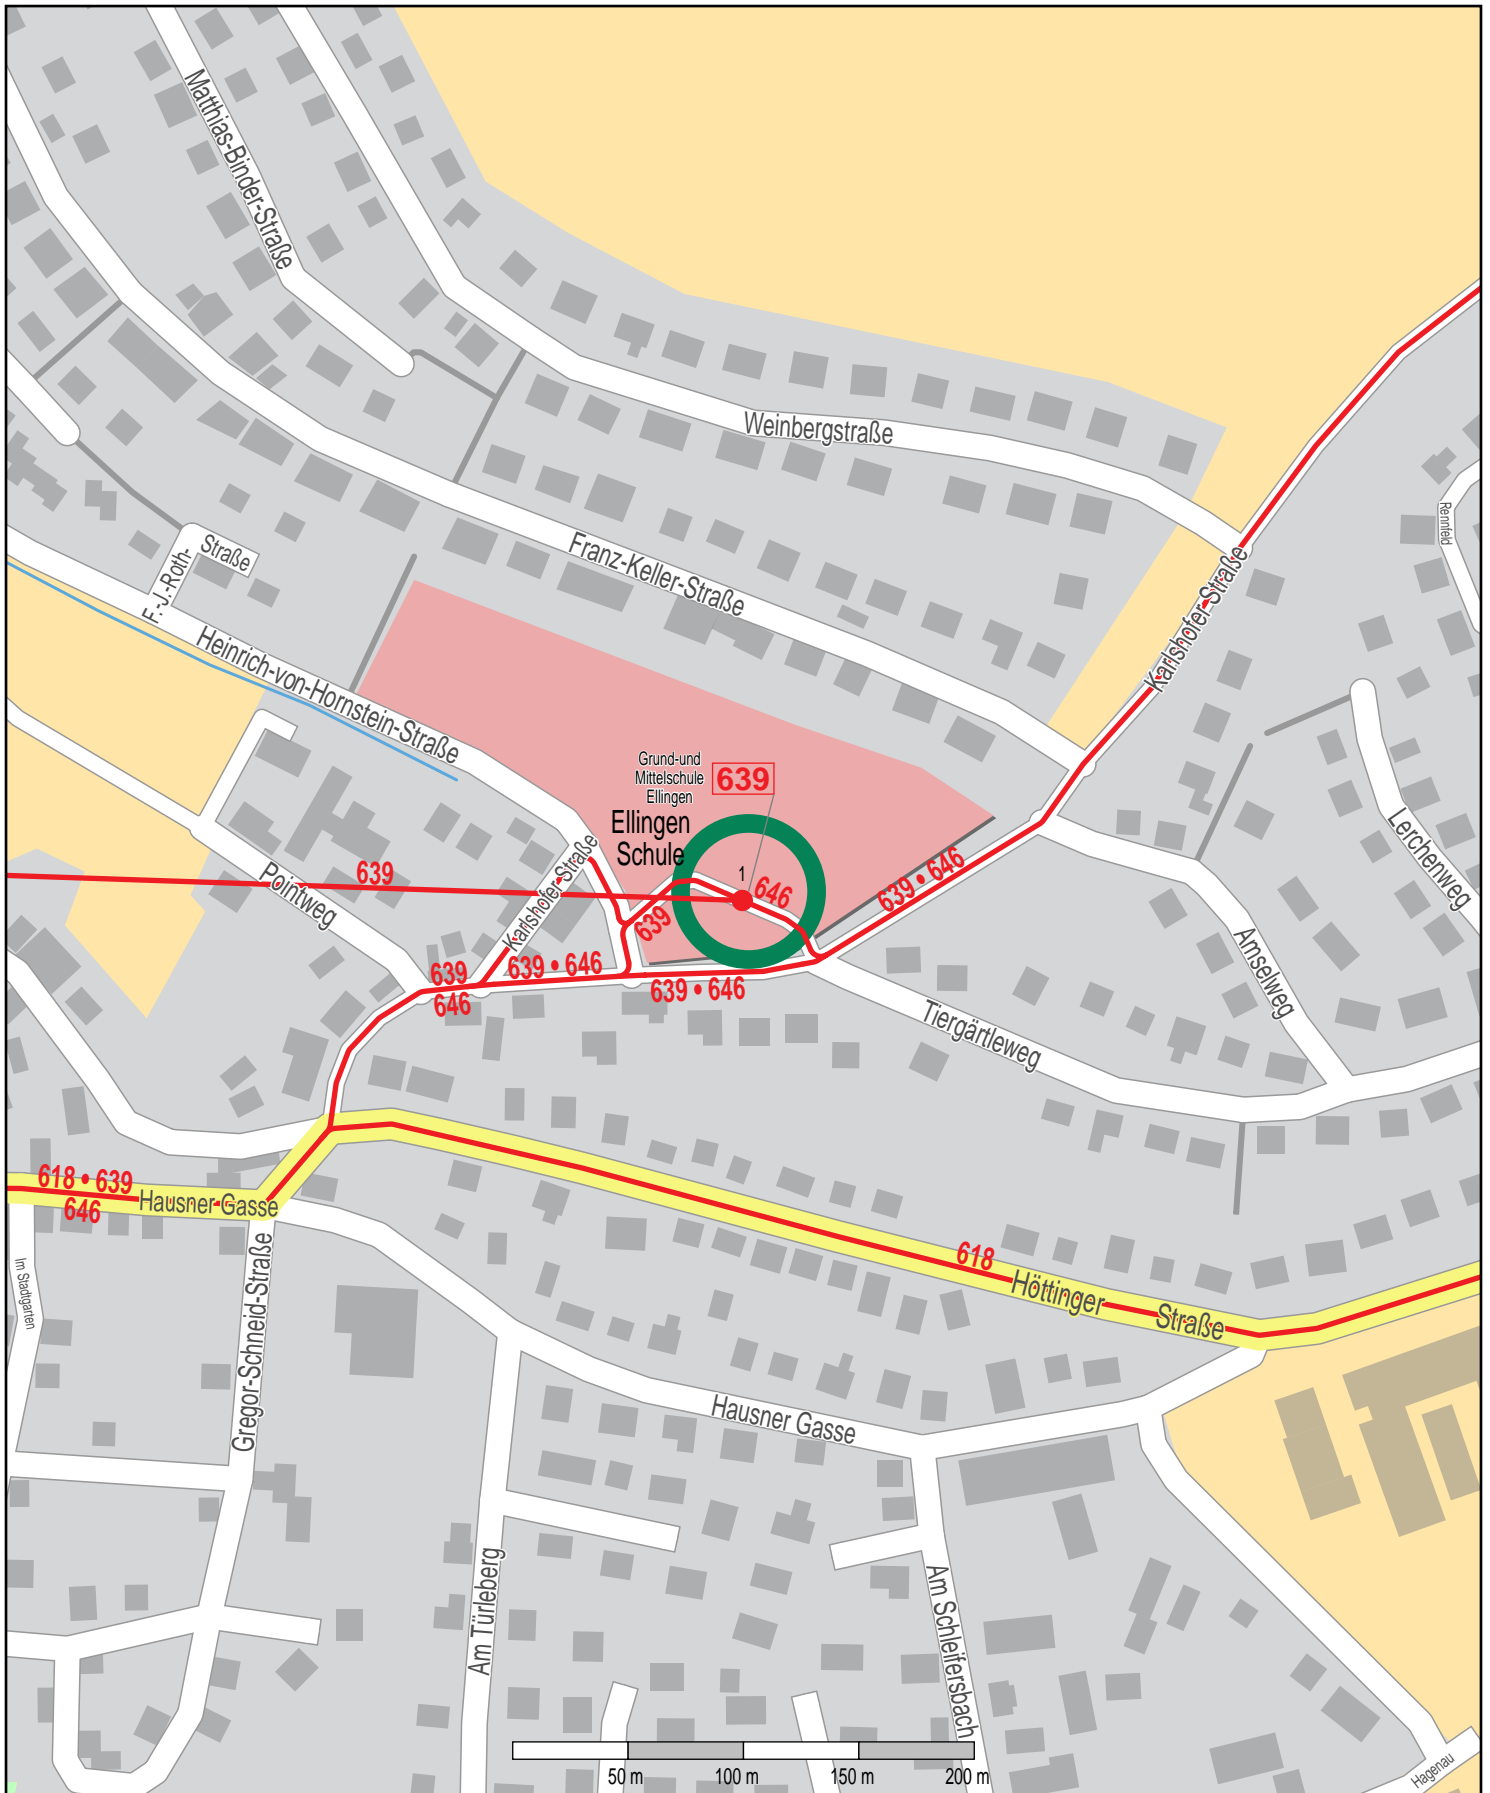 Matthias-Binder-Straße
Weinbergstraße
Rennfeld
Franz-Keller-Straße
Straße
F.-J.-Roth-
Karlshofer-Straße
Heinrich-von-Hornstein-Straße
Grund-und
Mittelschule
Ellingen
639
Ellingen
Schule
1
Lerchenweg
Karlshofer-Straße
639
Pointweg
646
639 • 646
639
Amselweg
639
639 • 646
646
639 • 646
Tiergärtleweg
618 • 639
646
Hausner Gasse
618
Höttinger
Straße
Im Stadtgarten
Gregor-Schneid-Straße
Hausner Gasse
Am Türleberg
Am Schleifersbach
Hagenau
50 m
100 m
150 m
200 m